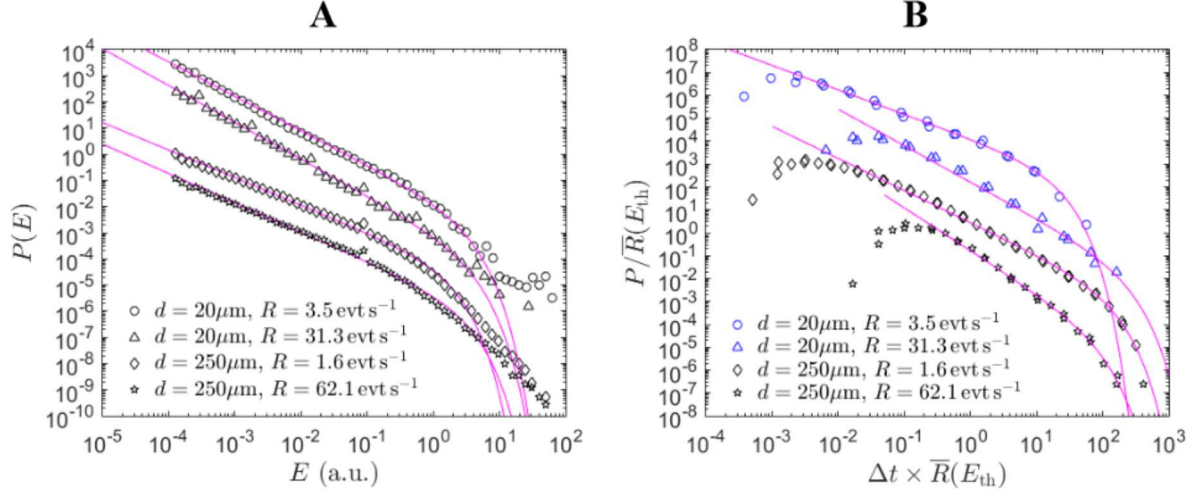 A
10^4
10^3
10^2
10^1
10^0
10^-1
10^-2
10^-3
10^-4
10^-5
10^-6
10^-7
10^-8
10^-9
10^-10
P(E)
d = 20μm, R = 3.5 evt s^-1
d = 20μm, R = 31.3 evt s^-1
d = 250μm, R = 1.6 evt s^-1
d = 250μm, R = 62.1 evt s^-1
10^-5 10^-4 10^-3 10^-2 10^-1 10^0 10^1 10^2
E (a.u.)
B
10^8
10^7
10^6
10^5
10^4
10^3
10^2
10^1
10^0
10^-1
10^-2
10^-3
10^-4
10^-5
10^-6
10^-7
10^-8
P/R̅(E_th)
d = 20μm, R = 3.5 evt s^-1
d = 20μm, R = 31.3 evt s^-1
d = 250μm, R = 1.6 evt s^-1
d = 250μm, R = 62.1 evt s^-1
10^-4 10^-3 10^-2 10^-1 10^0 10^1 10^2 10^3
Δt × R̅(E_th)